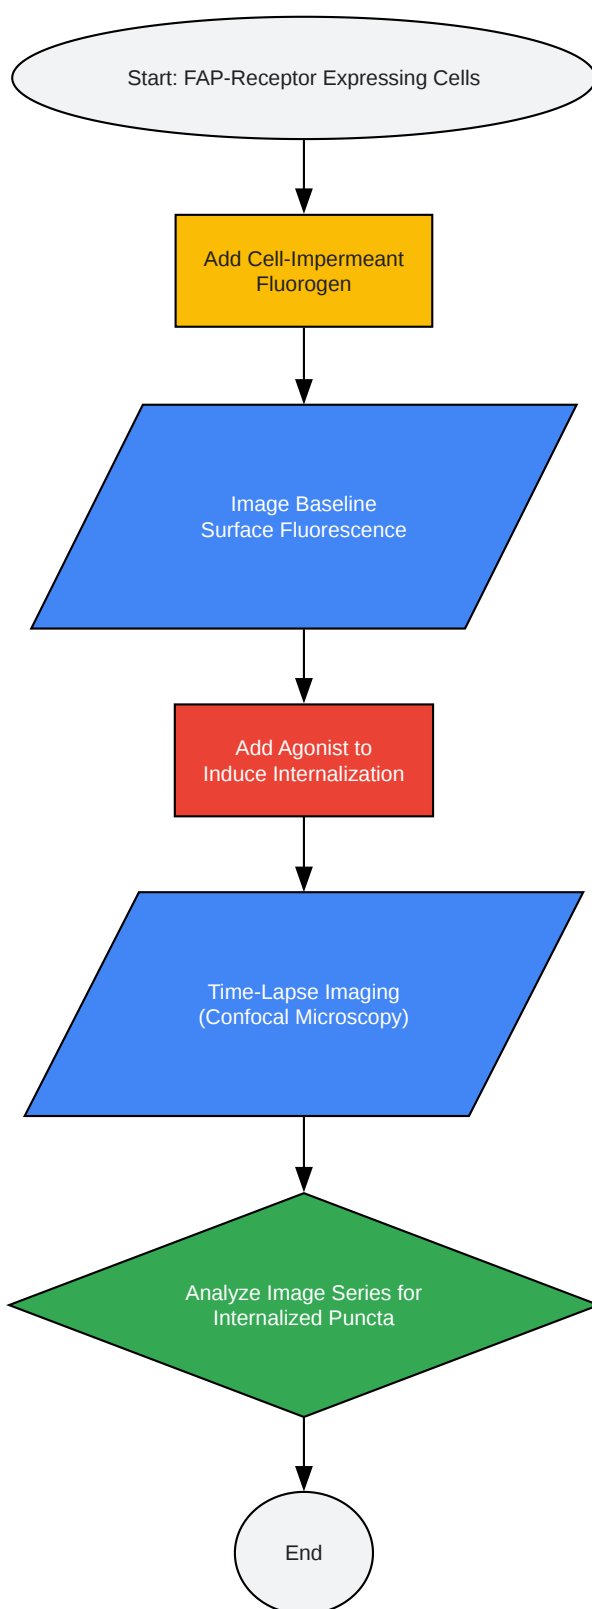 Start: FAP-Receptor Expressing Cells
Add Cell-Impermeant
Fluorogen
Image Baseline
Surface Fluorescence
Add Agonist to
Induce Internalization
Time-Lapse Imaging
(Confocal Microscopy)
Analyze Image Series for
Internalized Puncta
End